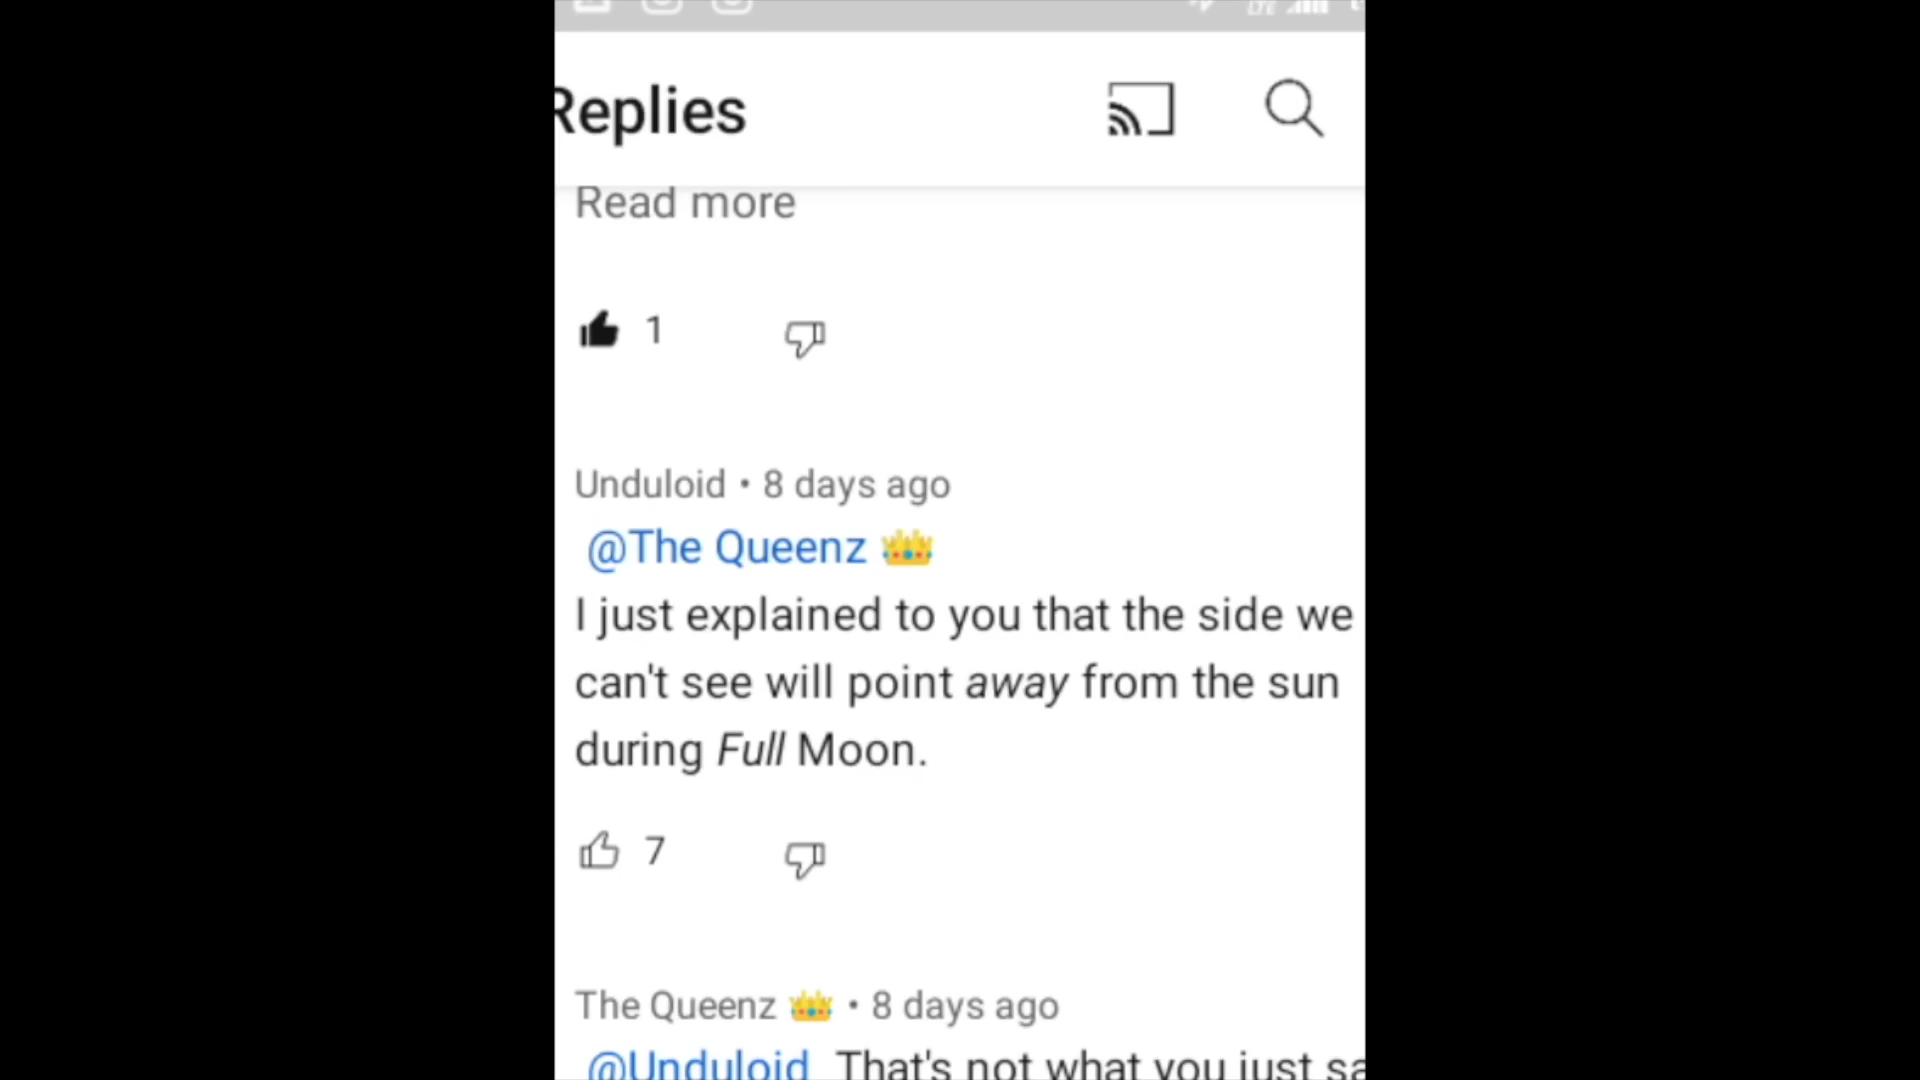 LTE
Replies
Read more
1
Unduloid • 8 days ago
@The Queenz 👑
I just explained to you that the side we
can't see will point away from the sun
during Full Moon.
7
The Queenz 👑 • 8 days ago
@Unduloid That's not what you just sa